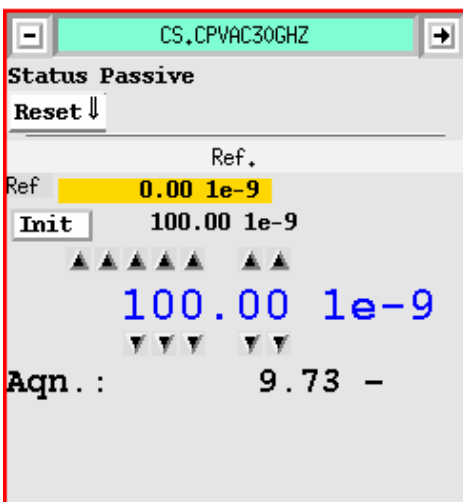 CS.CPVAC30GHZ
Status Passive
Reset⇓
Ref.
Ref 0.00 1e-9
Init 100.00 1e-9
100.00 1e-9
Aqn.: 9.73 -